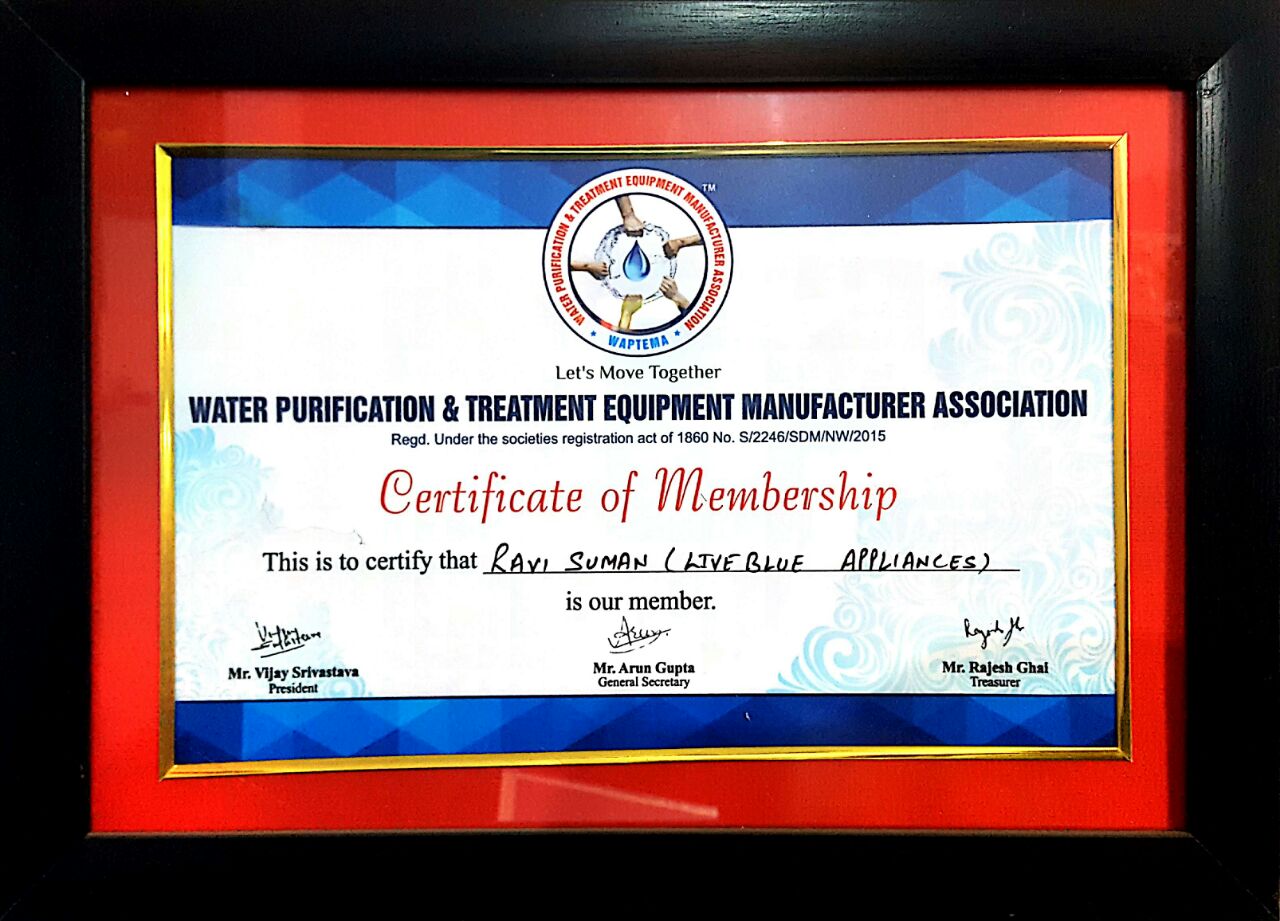 WATER PURIFICATION & TREATMENT EQUIPMENT MANUFACTURER ASSOCIATION
TM
★ WAPTEMA ★
Let's Move Together
WATER PURIFICATION & TREATMENT EQUIPMENT MANUFACTURER ASSOCIATION
Regd. Under the societies registration act of 1860 No. S/2246/SDM/NW/2015
Certificate of Membership
This is to certify that RAVI SUMAN (LIVEBLUE APPLIANCES)
is our member.
Mr. Vijay Srivastava
President
Mr. Arun Gupta
General Secretary
Mr. Rajesh Ghai
Treasurer